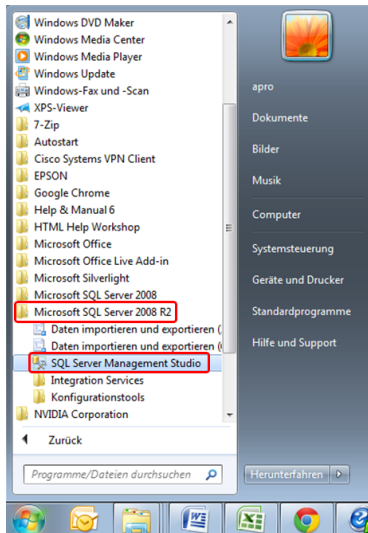 Windows DVD Maker
Windows Media Center
Windows Media Player
Windows Update
Windows-Fax und -Scan
XPS-Viewer
7-Zip
Autostart
Cisco Systems VPN Client
EPSON
Google Chrome
Help & Manual 6
HTML Help Workshop
Microsoft Office
Microsoft Office Live Add-in
Microsoft Silverlight
Microsoft SQL Server 2008
Microsoft SQL Server 2008 R2
Daten importieren und exportieren (
Daten importieren und exportieren (
SQL Server Management Studio
Integration Services
Konfigurationstools
NVIDIA Corporation
Zurück
Programme/Dateien durchsuchen
apro
Dokumente
Bilder
Musik
Computer
Systemsteuerung
Geräte und Drucker
Standardprogramme
Hilfe und Support
Herunterfahren